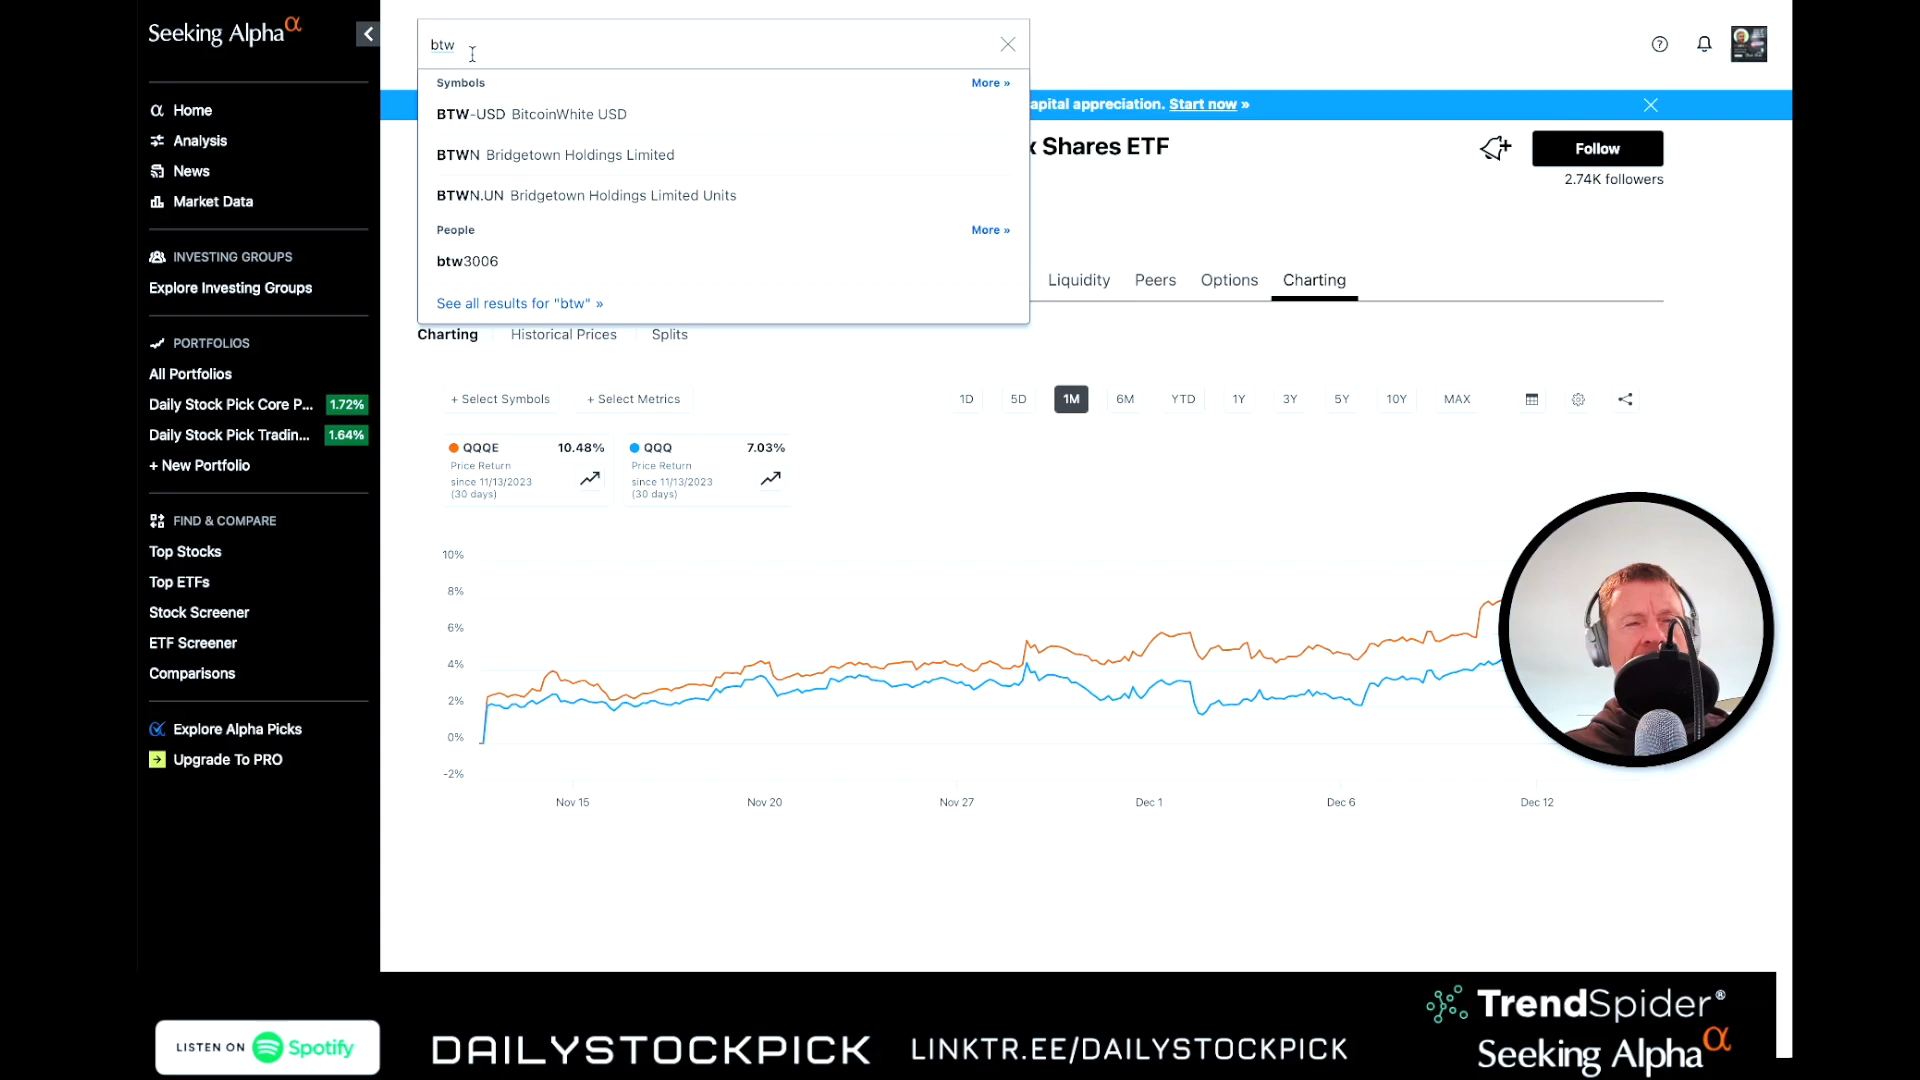 Seeking Alpha α
Home
Analysis
News
Market Data
INVESTING GROUPS
Explore Investing Groups
PORTFOLIOS
All Portfolios
Daily Stock Pick Core P... 1.72%
Daily Stock Pick Tradin... 1.64%
+ New Portfolio
FIND & COMPARE
Top Stocks
Top ETFs
Stock Screener
ETF Screener
Comparisons
Explore Alpha Picks
Upgrade To PRO
btw
Symbols More »
BTW-USD BitcoinWhite USD
BTWN Bridgetown Holdings Limited
BTWN.UN Bridgetown Holdings Limited Units
People More »
btw3006
See all results for "btw" »
apital appreciation. Start now »
x Shares ETF
Follow
2.74K followers
Liquidity Peers Options Charting
Charting Historical Prices Splits
+ Select Symbols + Select Metrics 1D 5D 1M 6M YTD 1Y 3Y 5Y 10Y MAX
QQQE 10.48%
Price Return
since 11/13/2023
(30 days)
QQQ 7.03%
Price Return
since 11/13/2023
(30 days)
10%
8%
6%
4%
2%
0%
-2%
Nov 15 Nov 20 Nov 27 Dec 1 Dec 6 Dec 12
LISTEN ON Spotify
DAILYSTOCKPICK
LINKTR.EE/DAILYSTOCKPICK
TrendSpider®
Seeking Alpha α